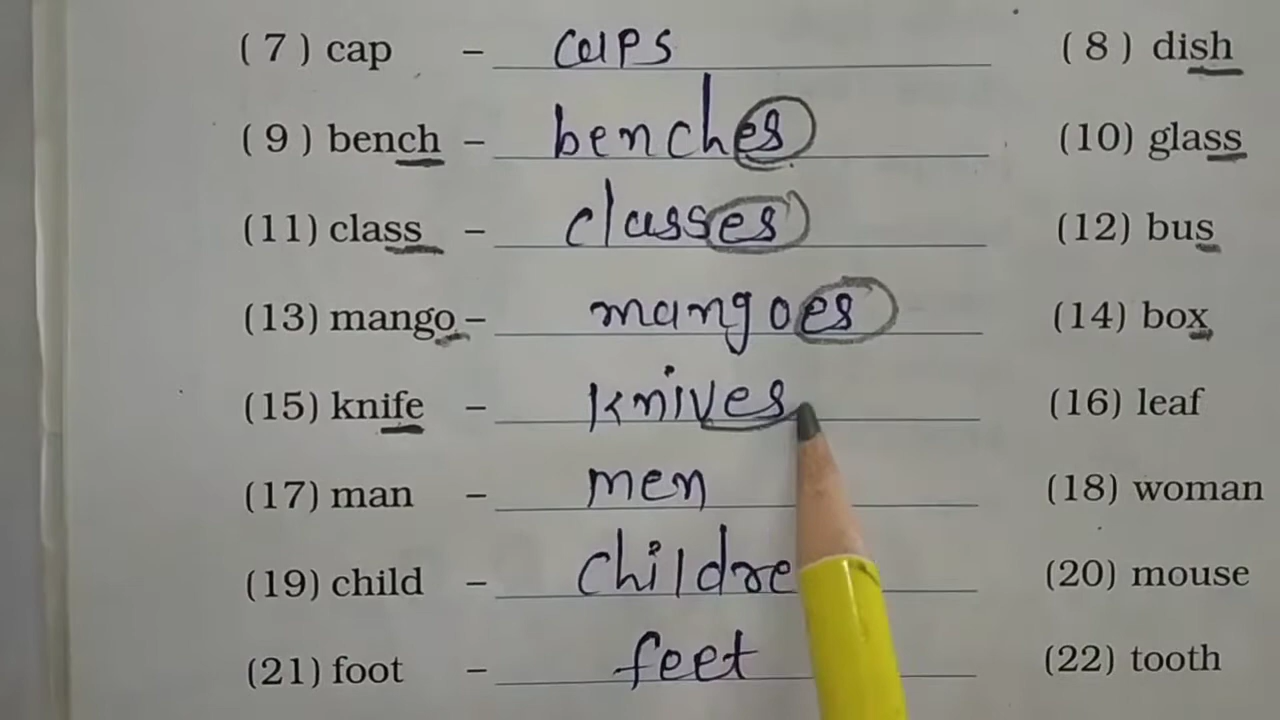 (7) cap - caps (8) dish
(9) bench - benches (10) glass
(11) class - classes (12) bus
(13) mango - mangoes (14) box
(15) knife - knives (16) leaf
(17) man - men (18) woman
(19) child - childre (20) mouse
(21) foot - feet (22) tooth